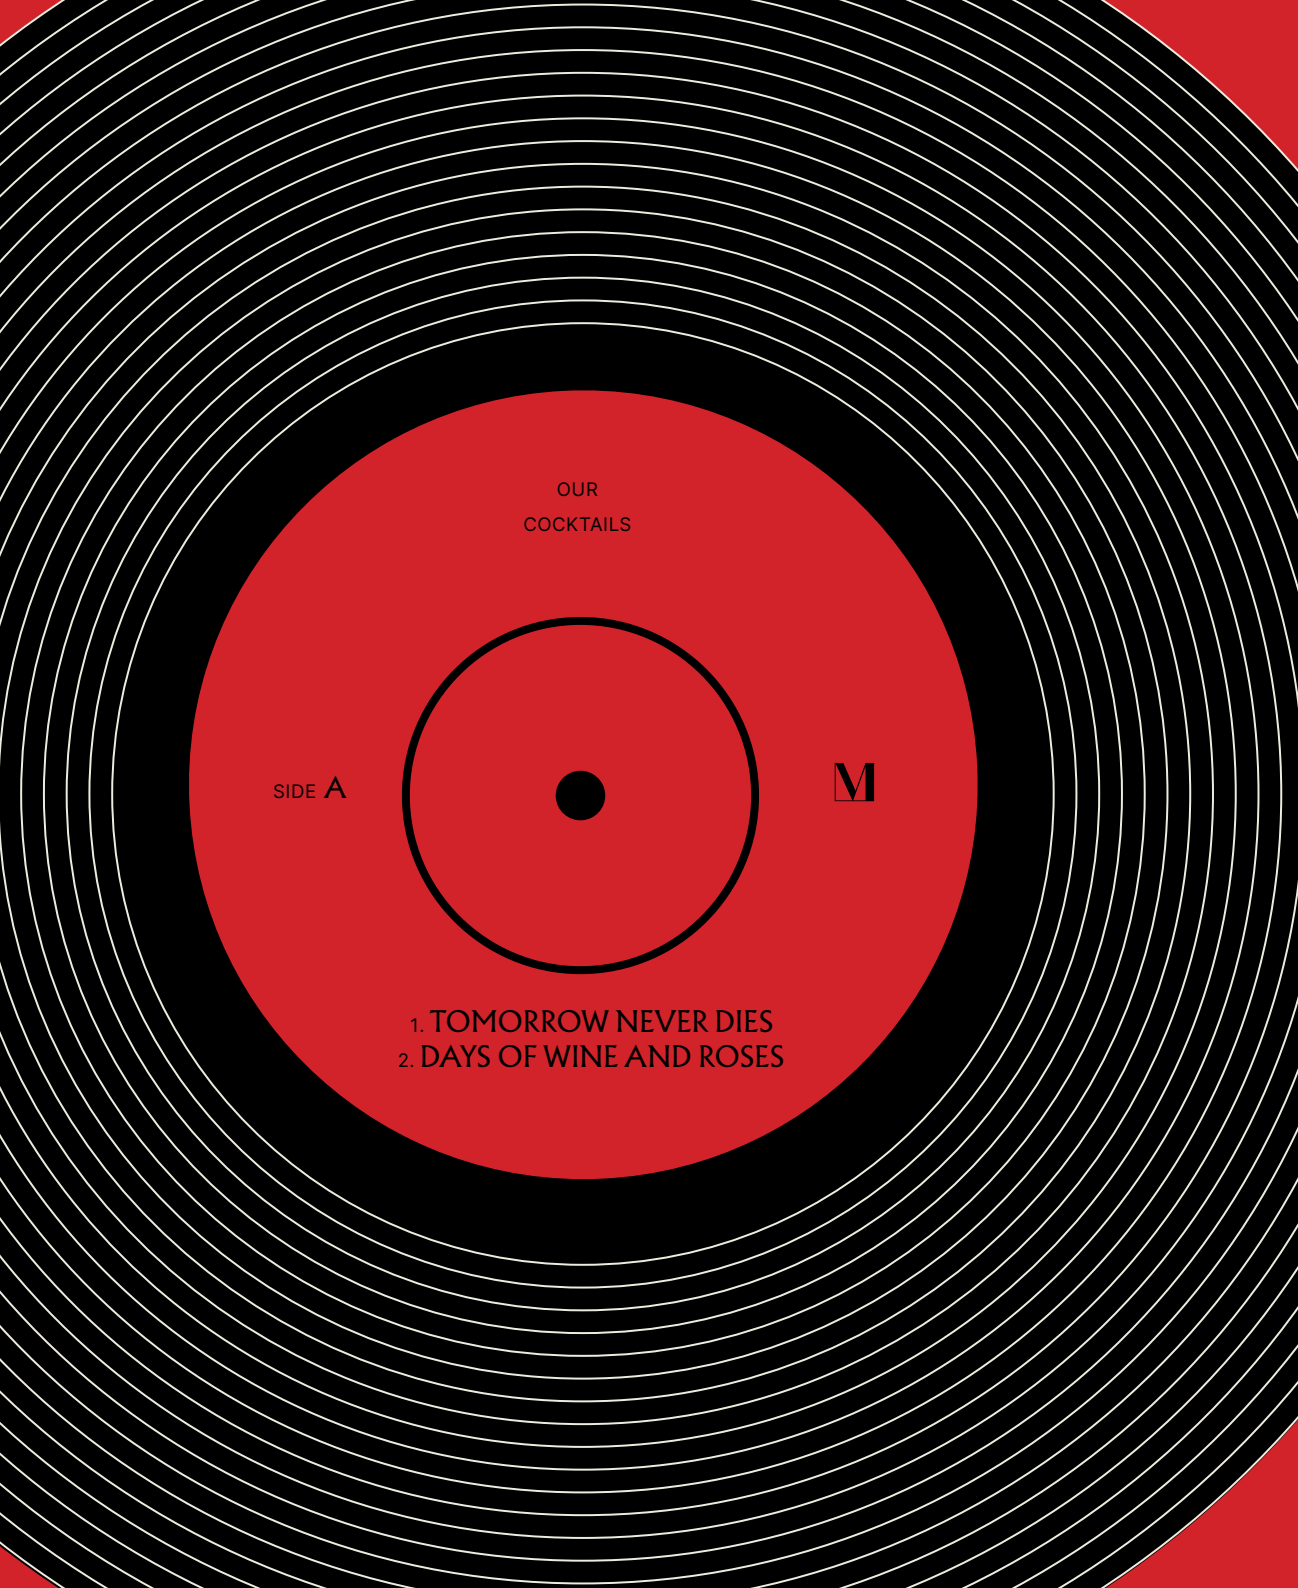 OUR
COCKTAILS
SIDE A
M
1. TOMORROW NEVER DIES
2. DAYS OF WINE AND ROSES